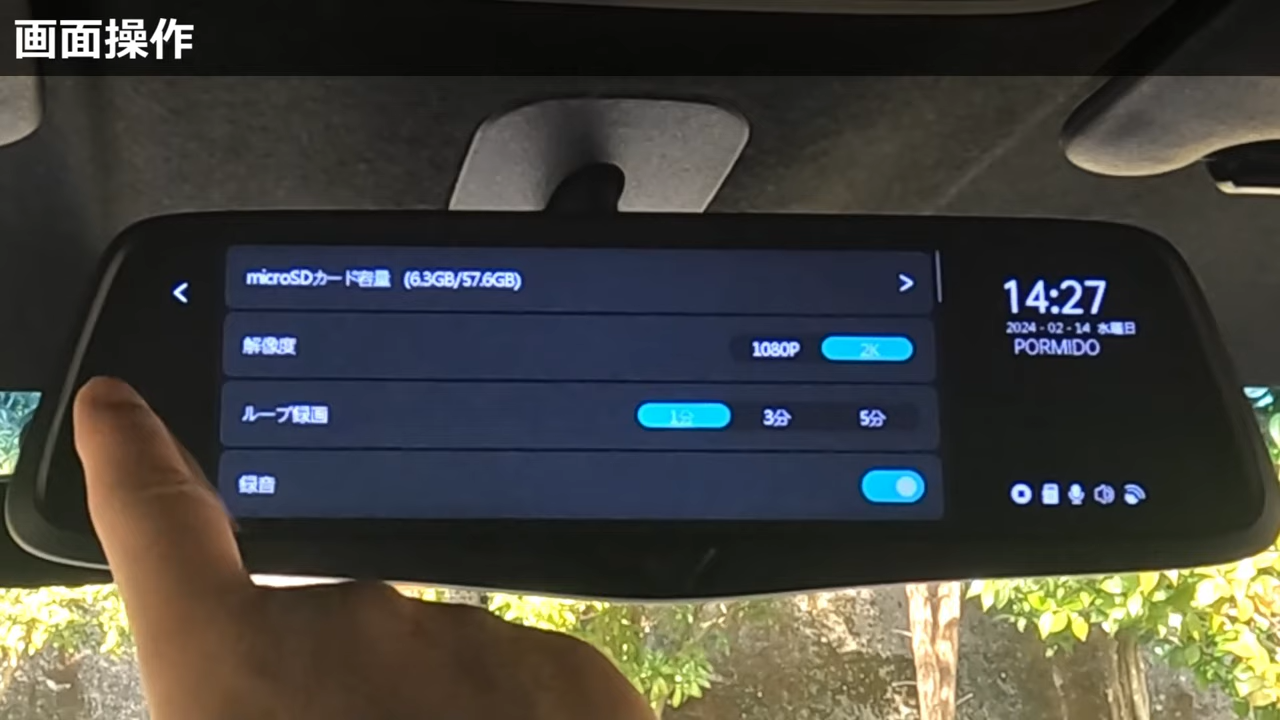 画面操作
microSDカード容量 (6.3GB/57.6GB)
解像度 1080P 2K
ループ録画 1分 3分 5分
録音
14:27
2024-02-14 水曜日
PORMIDO